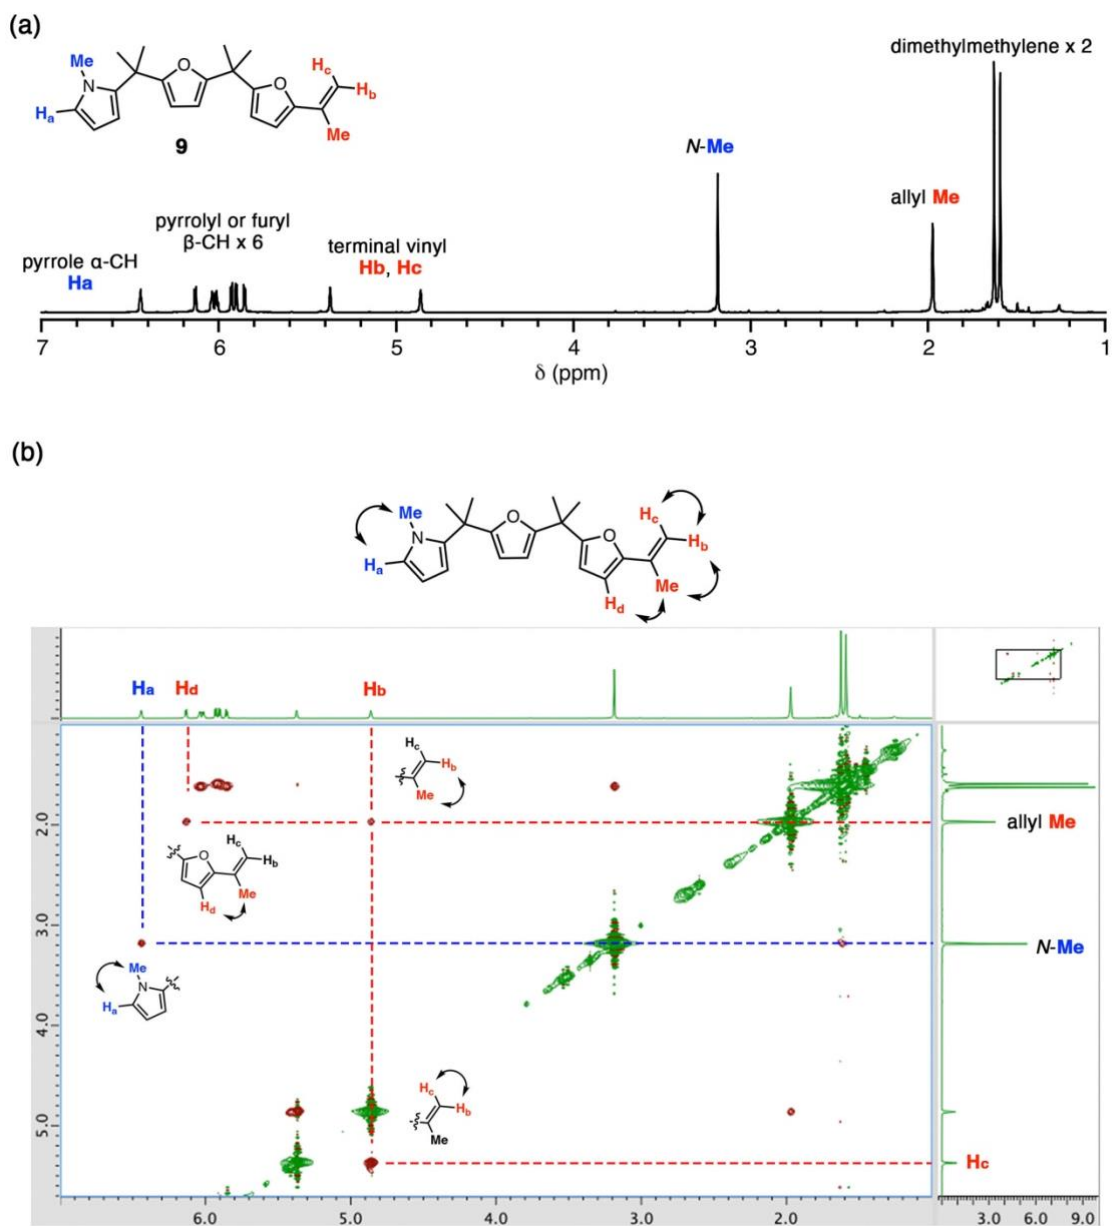 (a)
Me
N
O
O
Hc
Hb
Ha
Me
9
dimethylmethylene x 2
N-Me
allyl Me
pyrrolyl or furyl
β-CH x 6
terminal vinyl
Hb, Hc
pyrrole α-CH
Ha
7 6 5 4 3 2 1
δ (ppm)
(b)
Me
N
O
O
Hc
Hb
Ha
Me
Hd
Ha Hd Hb
Hc
Hb
Me
2.0
allyl Me
O
Hc
Hb
Me
Hd
3.0
N-Me
Me
N
Ha
4.0
Hc
Hb
Me
5.0
Hc
6.0 5.0 4.0 3.0 2.0
3.0 6.0 9.0